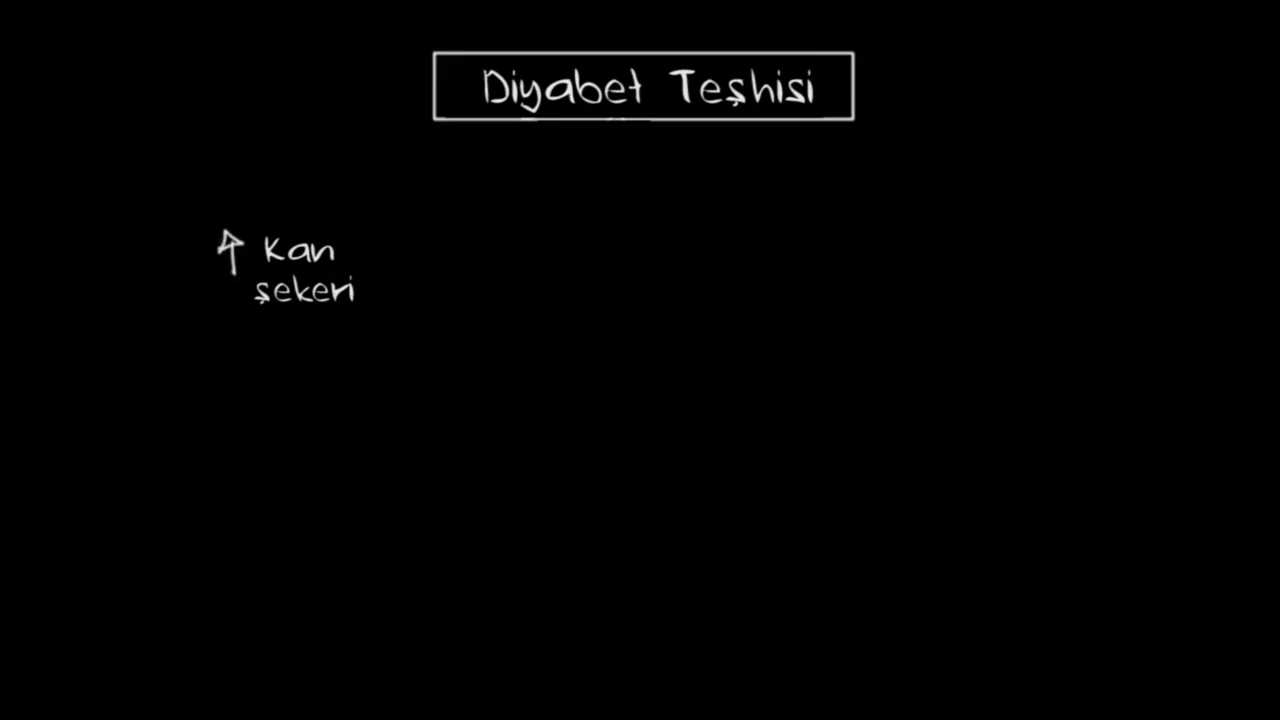 Diyabet Teşhisi
↑ Kan
şekeri